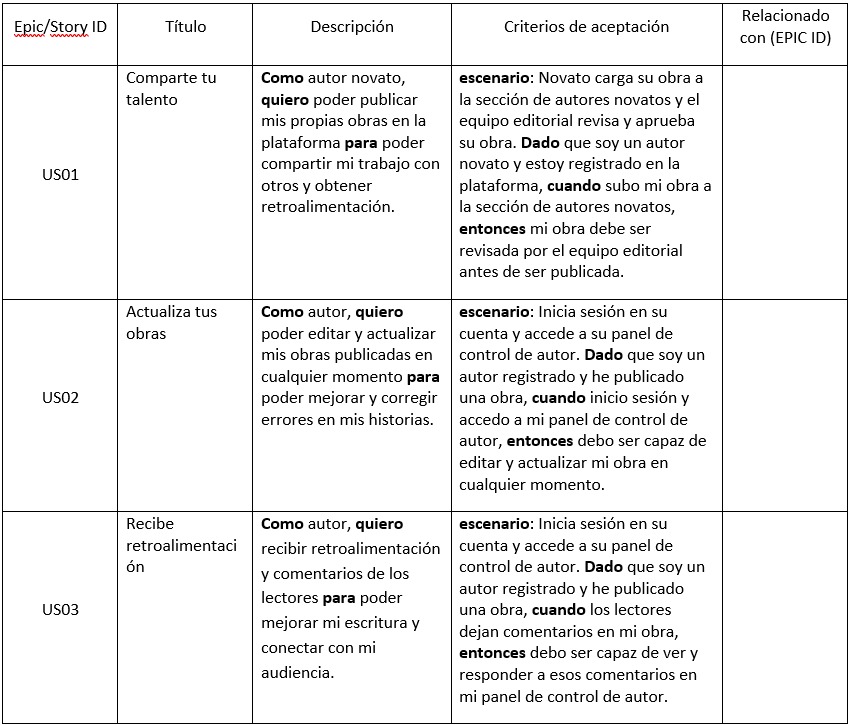 Epic/Story ID
Título
Descripción
Criterios de aceptación
Relacionado
con (EPIC ID)
US01
Comparte tu
talento
Como autor novato,
quiero poder publicar
mis propias obras en la
plataforma para poder
compartir mi trabajo con
otros y obtener
retroalimentación.
escenario: Novato carga su obra a
la sección de autores novatos y el
equipo editorial revisa y aprueba
su obra. Dado que soy un autor
novato y estoy registrado en la
plataforma, cuando subo mi obra a
la sección de autores novatos,
entonces mi obra debe ser
revisada por el equipo editorial
antes de ser publicada.
US02
Actualiza tus
obras
Como autor, quiero
poder editar y actualizar
mis obras publicadas en
cualquier momento para
poder mejorar y corregir
errores en mis historias.
escenario: Inicia sesión en su
cuenta y accede a su panel de
control de autor. Dado que soy un
autor registrado y he publicado
una obra, cuando inicio sesión y
accedo a mi panel de control de
autor, entonces debo ser capaz de
editar y actualizar mi obra en
cualquier momento.
US03
Recibe
retroalimentaci
ón
Como autor, quiero
recibir retroalimentación
y comentarios de los
lectores para poder
mejorar mi escritura y
conectar con mi
audiencia.
escenario: Inicia sesión en su
cuenta y accede a su panel de
control de autor. Dado que soy un
autor registrado y he publicado
una obra, cuando los lectores
dejan comentarios en mi obra,
entonces debo ser capaz de ver y
responder a esos comentarios en
mi panel de control de autor.